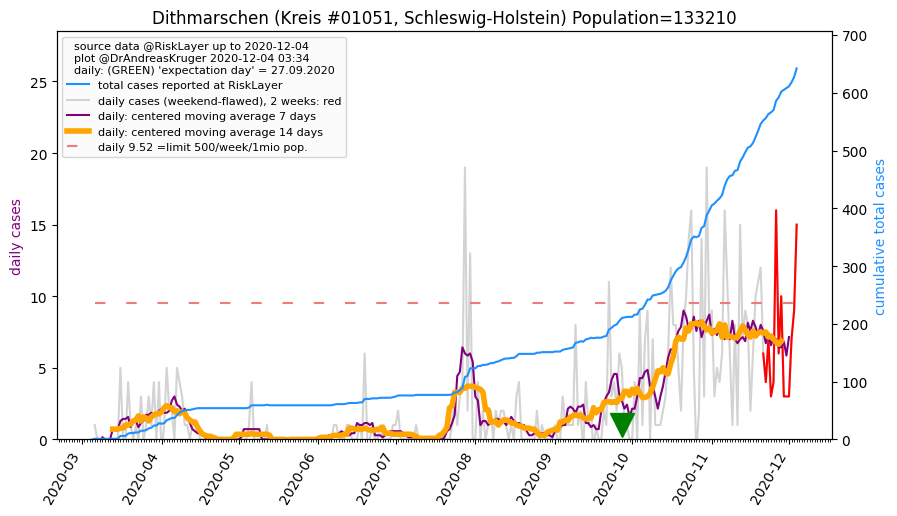 Dithmarschen (Kreis #01051, Schleswig-Holstein) Population=133210
source data @RiskLayer up to 2020-12-04
plot @DrAndreasKruger 2020-12-04 03:34
daily: (GREEN) 'expectation day' = 27.09.2020
total cases reported at RiskLayer
daily cases (weekend-flawed), 2 weeks: red
daily: centered moving average 7 days
daily: centered moving average 14 days
daily 9.52 =limit 500/week/1mio pop.
daily cases
25
20
15
10
5
0
700
600
500
400
300
200
100
0
cumulative total cases
2020-03
2020-04
2020-05
2020-06
2020-07
2020-08
2020-09
2020-10
2020-11
2020-12